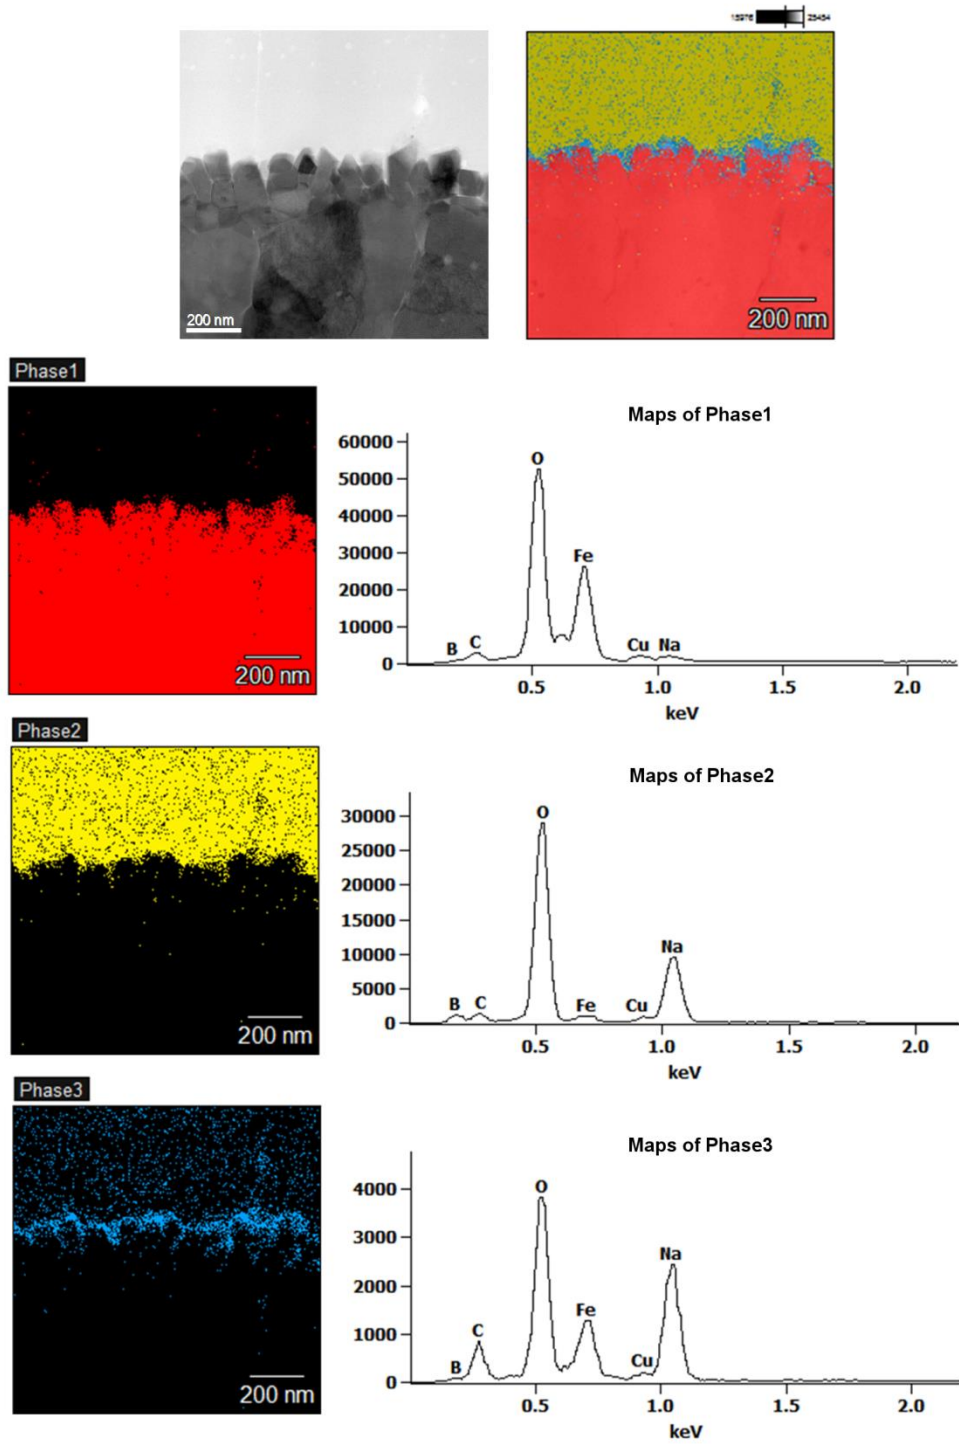 15976 25434
200 nm
200 nm
Phase1
200 nm
Maps of Phase1
60000
50000
40000
30000
20000
10000
0
B C O Fe Cu Na
0.5 1.0 1.5 2.0
keV
Phase2
200 nm
Maps of Phase2
30000
25000
20000
15000
10000
5000
0
B C O Fe Cu Na
0.5 1.0 1.5 2.0
keV
Phase3
200 nm
Maps of Phase3
4000
3000
2000
1000
0
B C O Fe Cu Na
0.5 1.0 1.5 2.0
keV